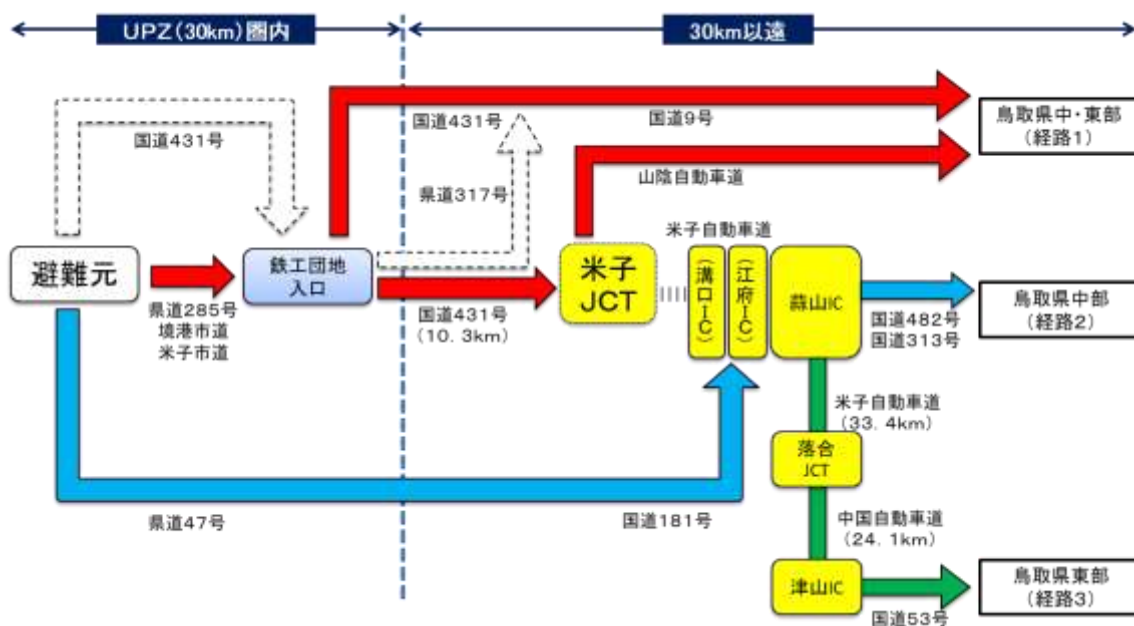 UPZ(30km)圏内
30km以遠
国道431号
国道431号
国道9号
鳥取県中・東部
(経路1)
県道317号
山陰自動車道
避難元
鉄工団地
入口
米子
JCT
米子自動車道
(溝口IC)
(江府IC)
蒜山IC
県道285号
境港市道
米子市道
国道431号
(10.3km)
国道482号
国道313号
鳥取県中部
(経路2)
米子自動車道
(33.4km)
落合
JCT
県道47号
国道181号
中国自動車道
(24.1km)
津山IC
国道53号
鳥取県東部
(経路3)